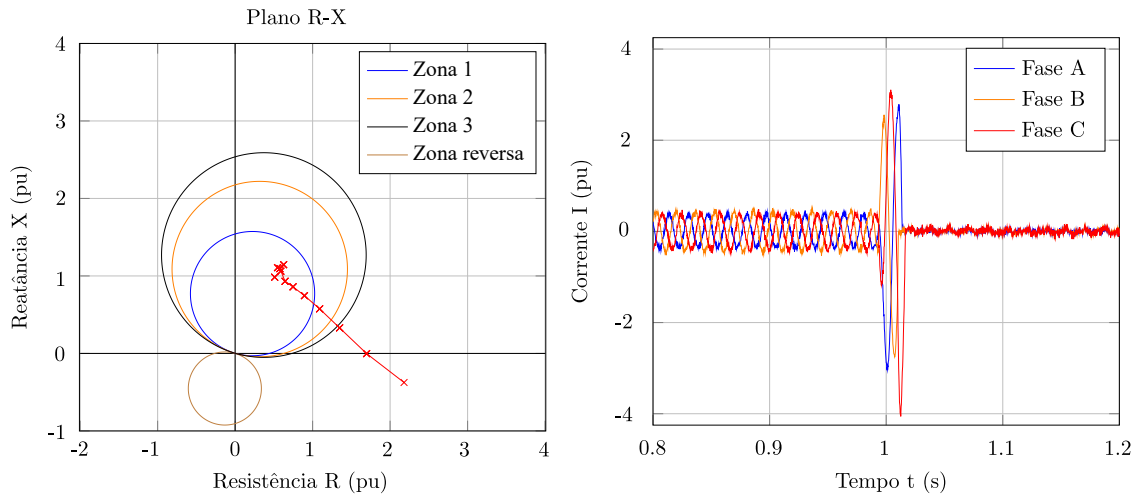 Plano R-X
4
3
2
1
0
-1
-2
-1
0
1
2
3
4
Reatância X (pu)
Resistência R (pu)
Zona 1
Zona 2
Zona 3
Zona reversa
4
2
0
-2
-4
0.8
0.9
1
1.1
1.2
Corrente I (pu)
Tempo t (s)
Fase A
Fase B
Fase C